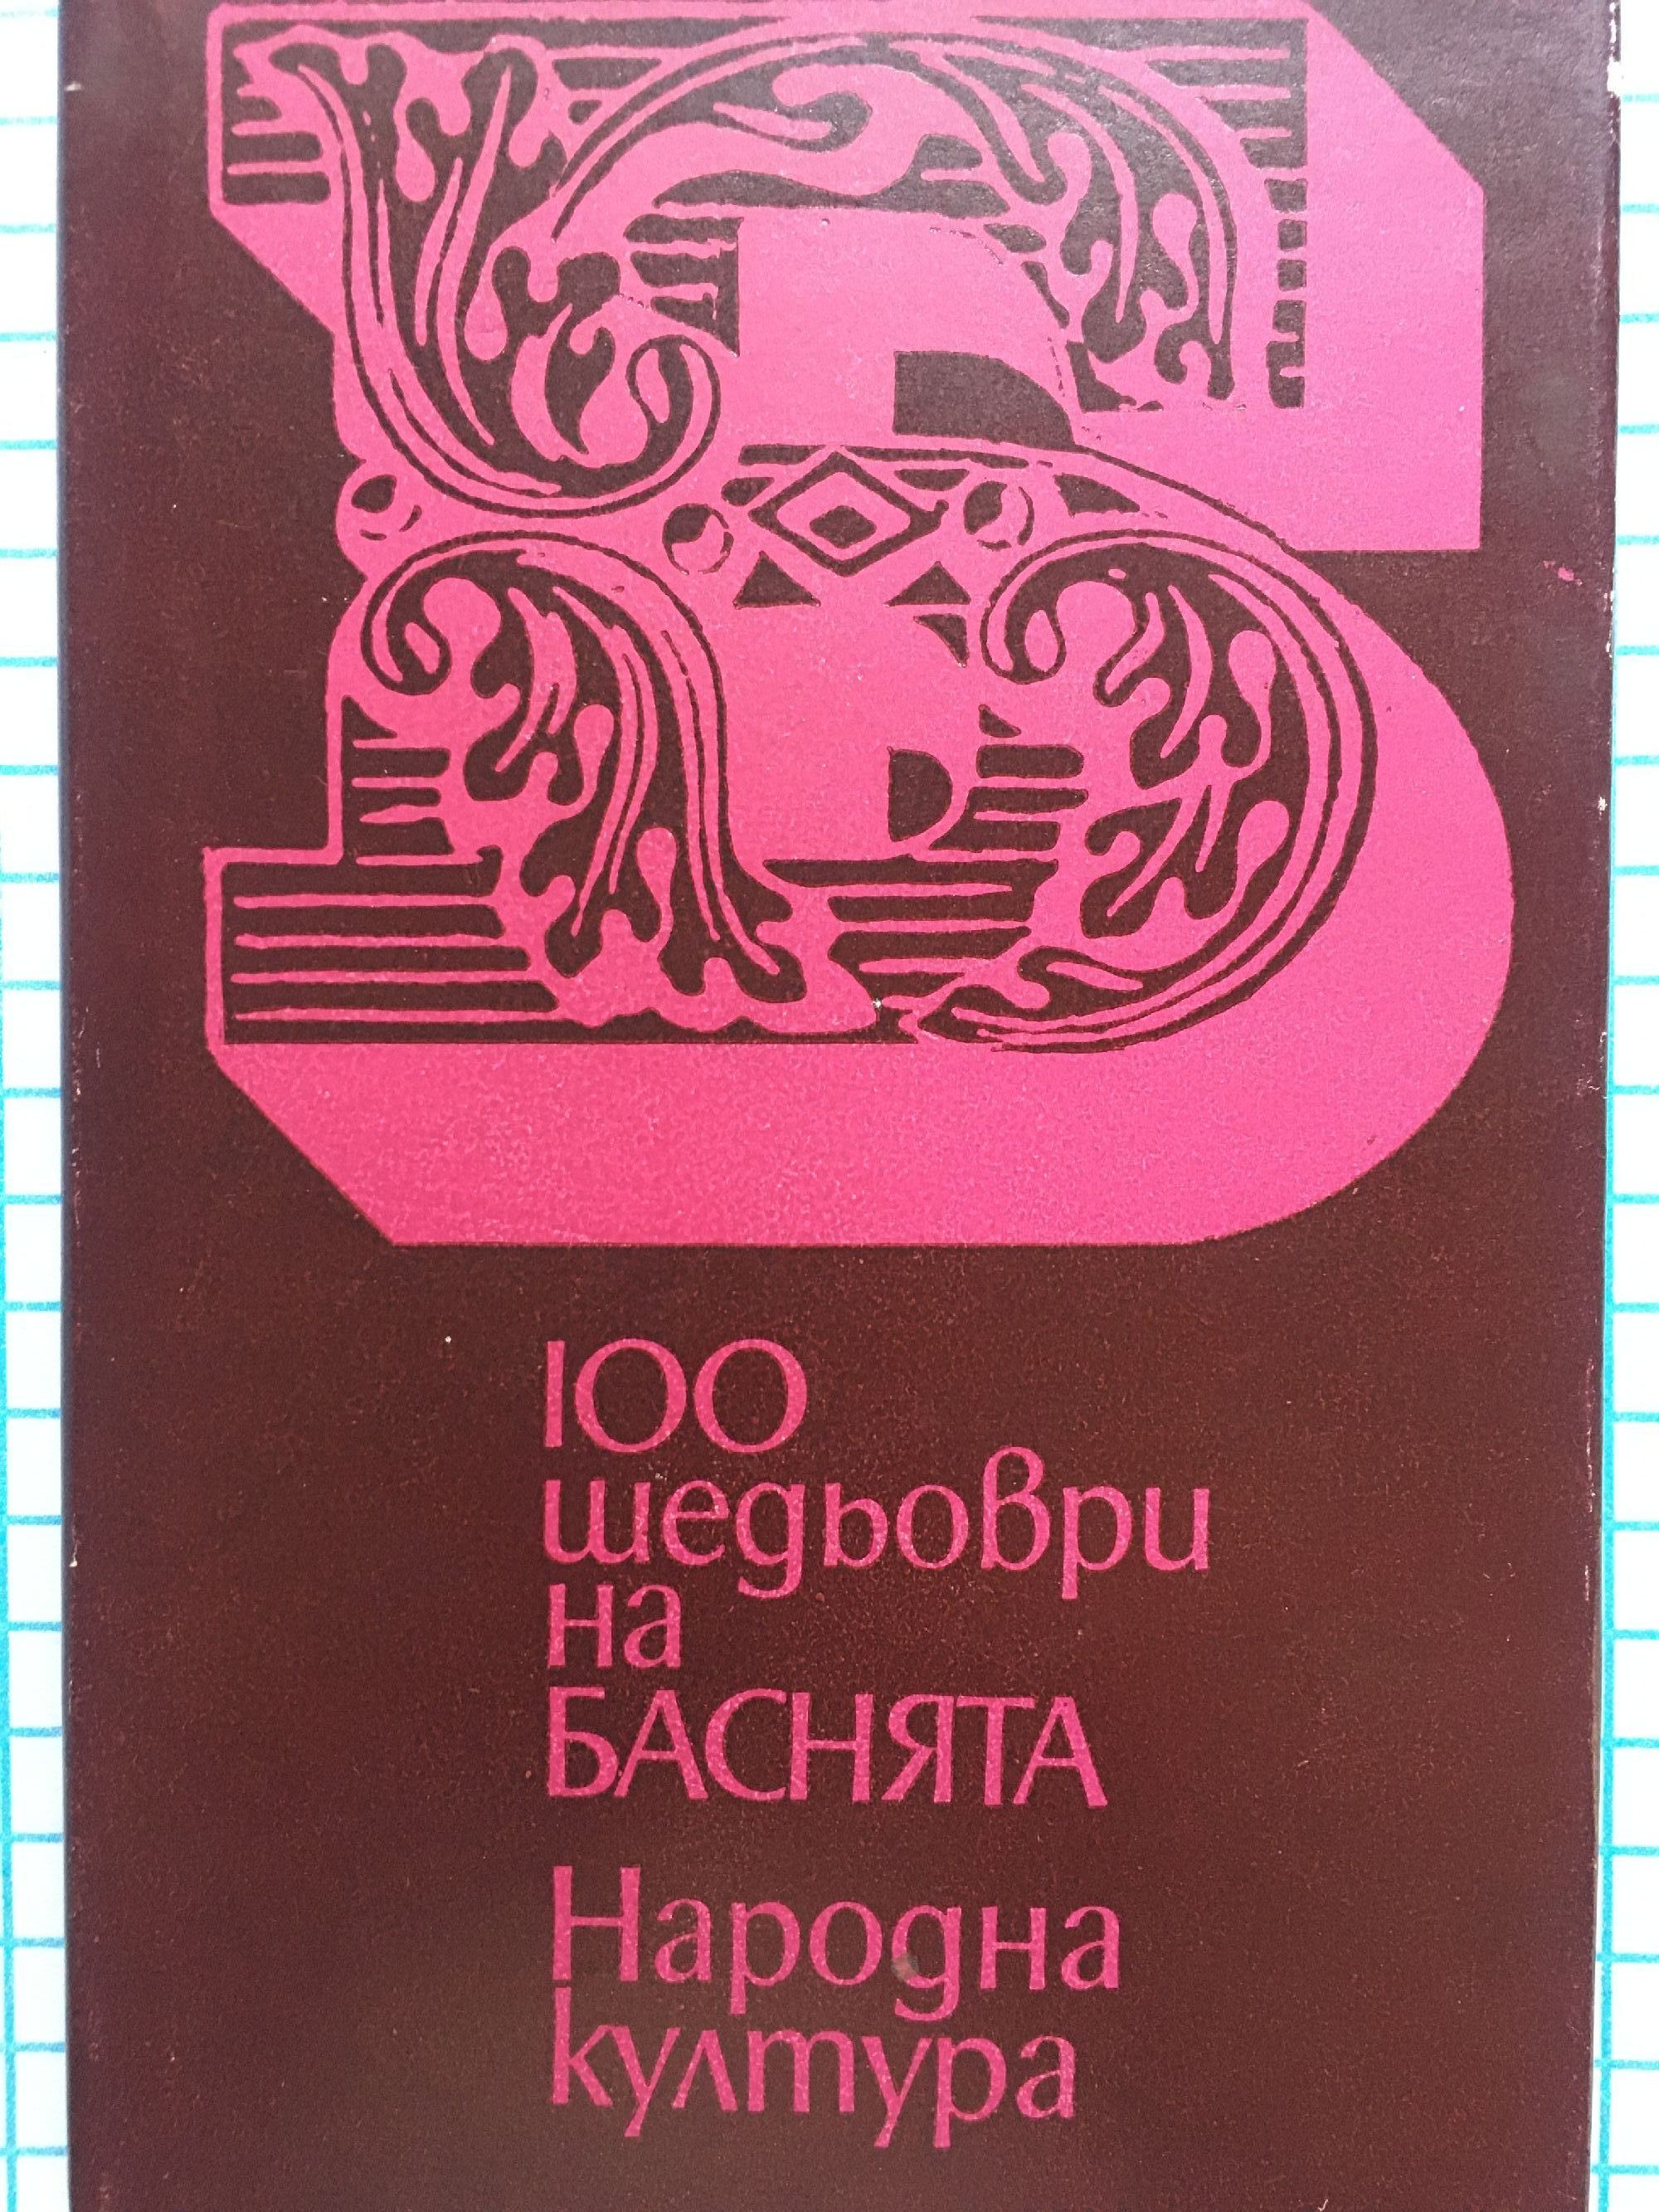 Б
100
шедьоври
на
БАСНЯТА
Народна
култура